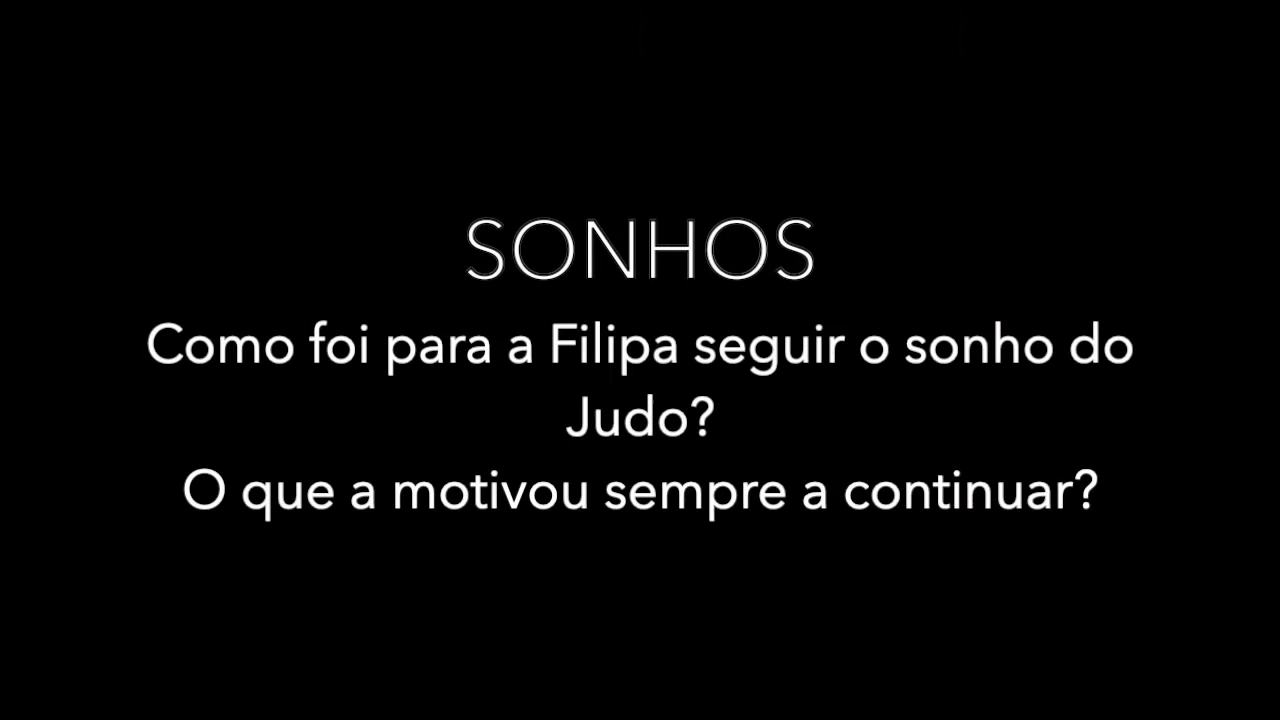 SONHOS
Como foi para a Filipa seguir o sonho do
Judo?
O que a motivou sempre a continuar?